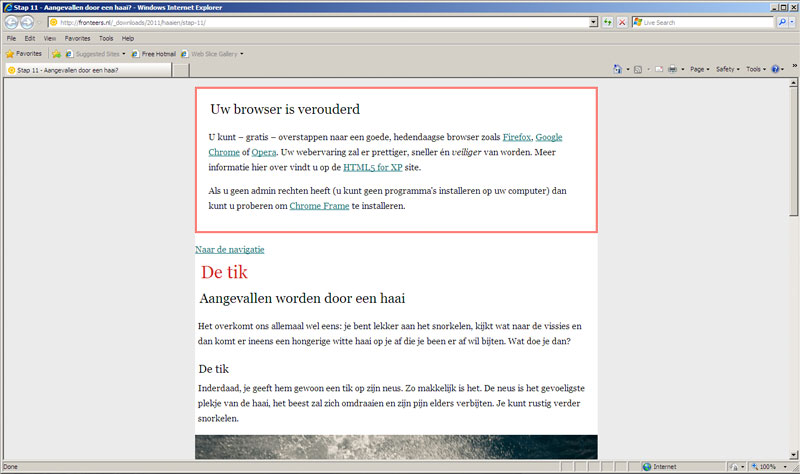 Stap 11 - Aangevallen door een haai? - Windows Internet Explorer
http://fronteers.nl/_downloads/2011/haaien/stap-11/
Live Search
File Edit View Favorites Tools Help
Favorites Suggested Sites Free Hotmail Web Slice Gallery
Stap 11 - Aangevallen door een haai?
Page Safety Tools
Uw browser is verouderd
U kunt – gratis – overstappen naar een goede, hedendaagse browser zoals Firefox, Google
Chrome of Opera. Uw webervaring zal er prettiger, sneller én veiliger van worden. Meer
informatie hier over vindt u op de HTML5 for XP site.
Als u geen admin rechten heeft (u kunt geen programma's installeren op uw computer) dan
kunt u proberen om Chrome Frame te installeren.
Naar de navigatie
De tik
Aangevallen worden door een haai
Het overkomt ons allemaal wel eens: je bent lekker aan het snorkelen, kijkt wat naar de vissies en
dan komt er ineens een hongerige witte haai op je af die je been er af wil bijten. Wat doe je dan?
De tik
Inderdaad, je geeft hem gewoon een tik op zijn neus. Zo makkelijk is het. De neus is het gevoeligste
plekje van de haai, het beest zal zich omdraaien en zijn pijn elders verbijten. Je kunt rustig verder
snorkelen.
Done Internet 100%